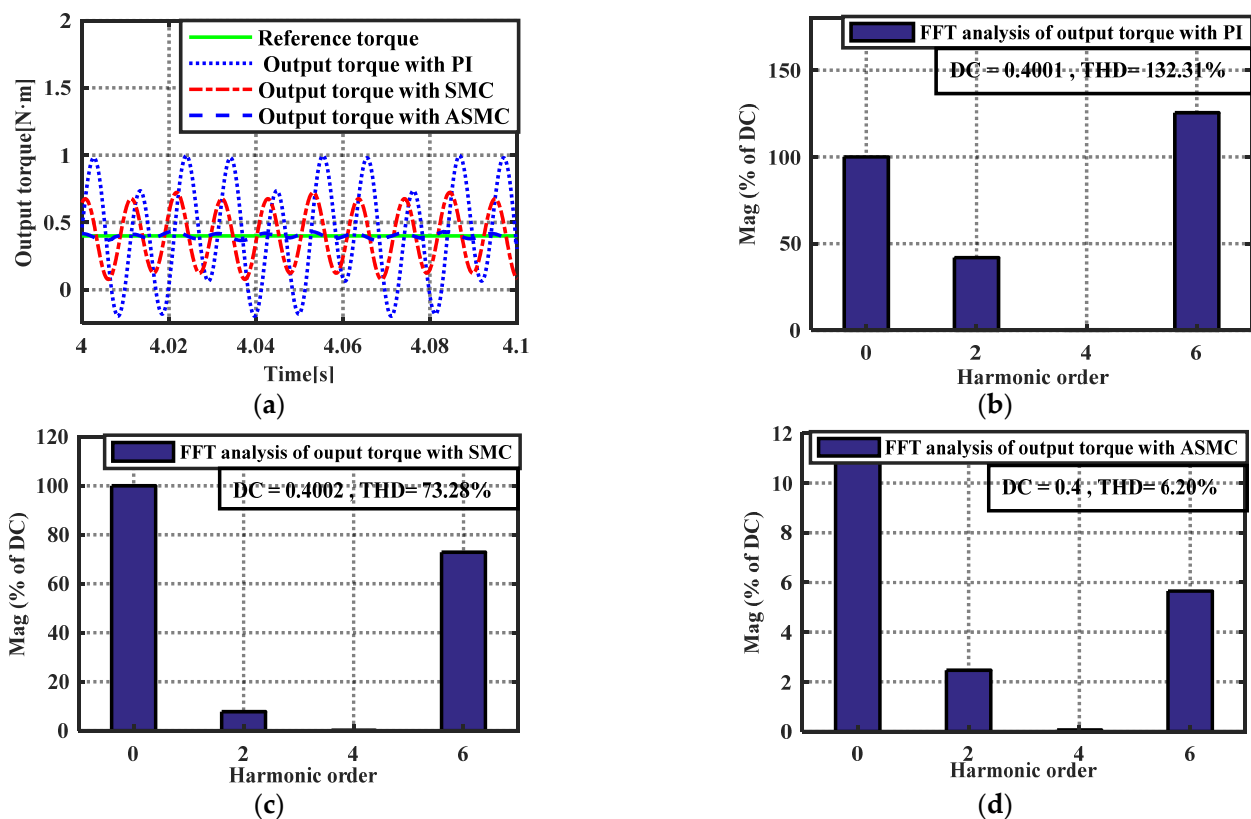 2
1.5
1
0.5
0
Output torque[N·m]
Reference torque
Output torque with PI
Output torque with SMC
Output torque with ASMC
4 4.02 4.04 4.06 4.08 4.1
Time[s]
(a)
150
100
50
0
Mag (% of DC)
FFT analysis of output torque with PI
DC = 0.4001 , THD= 132.31%
0 2 4 6
Harmonic order
(b)
120
100
80
60
40
20
0
Mag (% of DC)
FFT analysis of ouput torque with SMC
DC = 0.4002 , THD= 73.28%
0 2 4 6
Harmonic order
(c)
12
10
8
6
4
2
0
Mag (% of DC)
FFT analysis of output torque with ASMC
DC = 0.4 , THD= 6.20%
0 2 4 6
Harmonic order
(d)